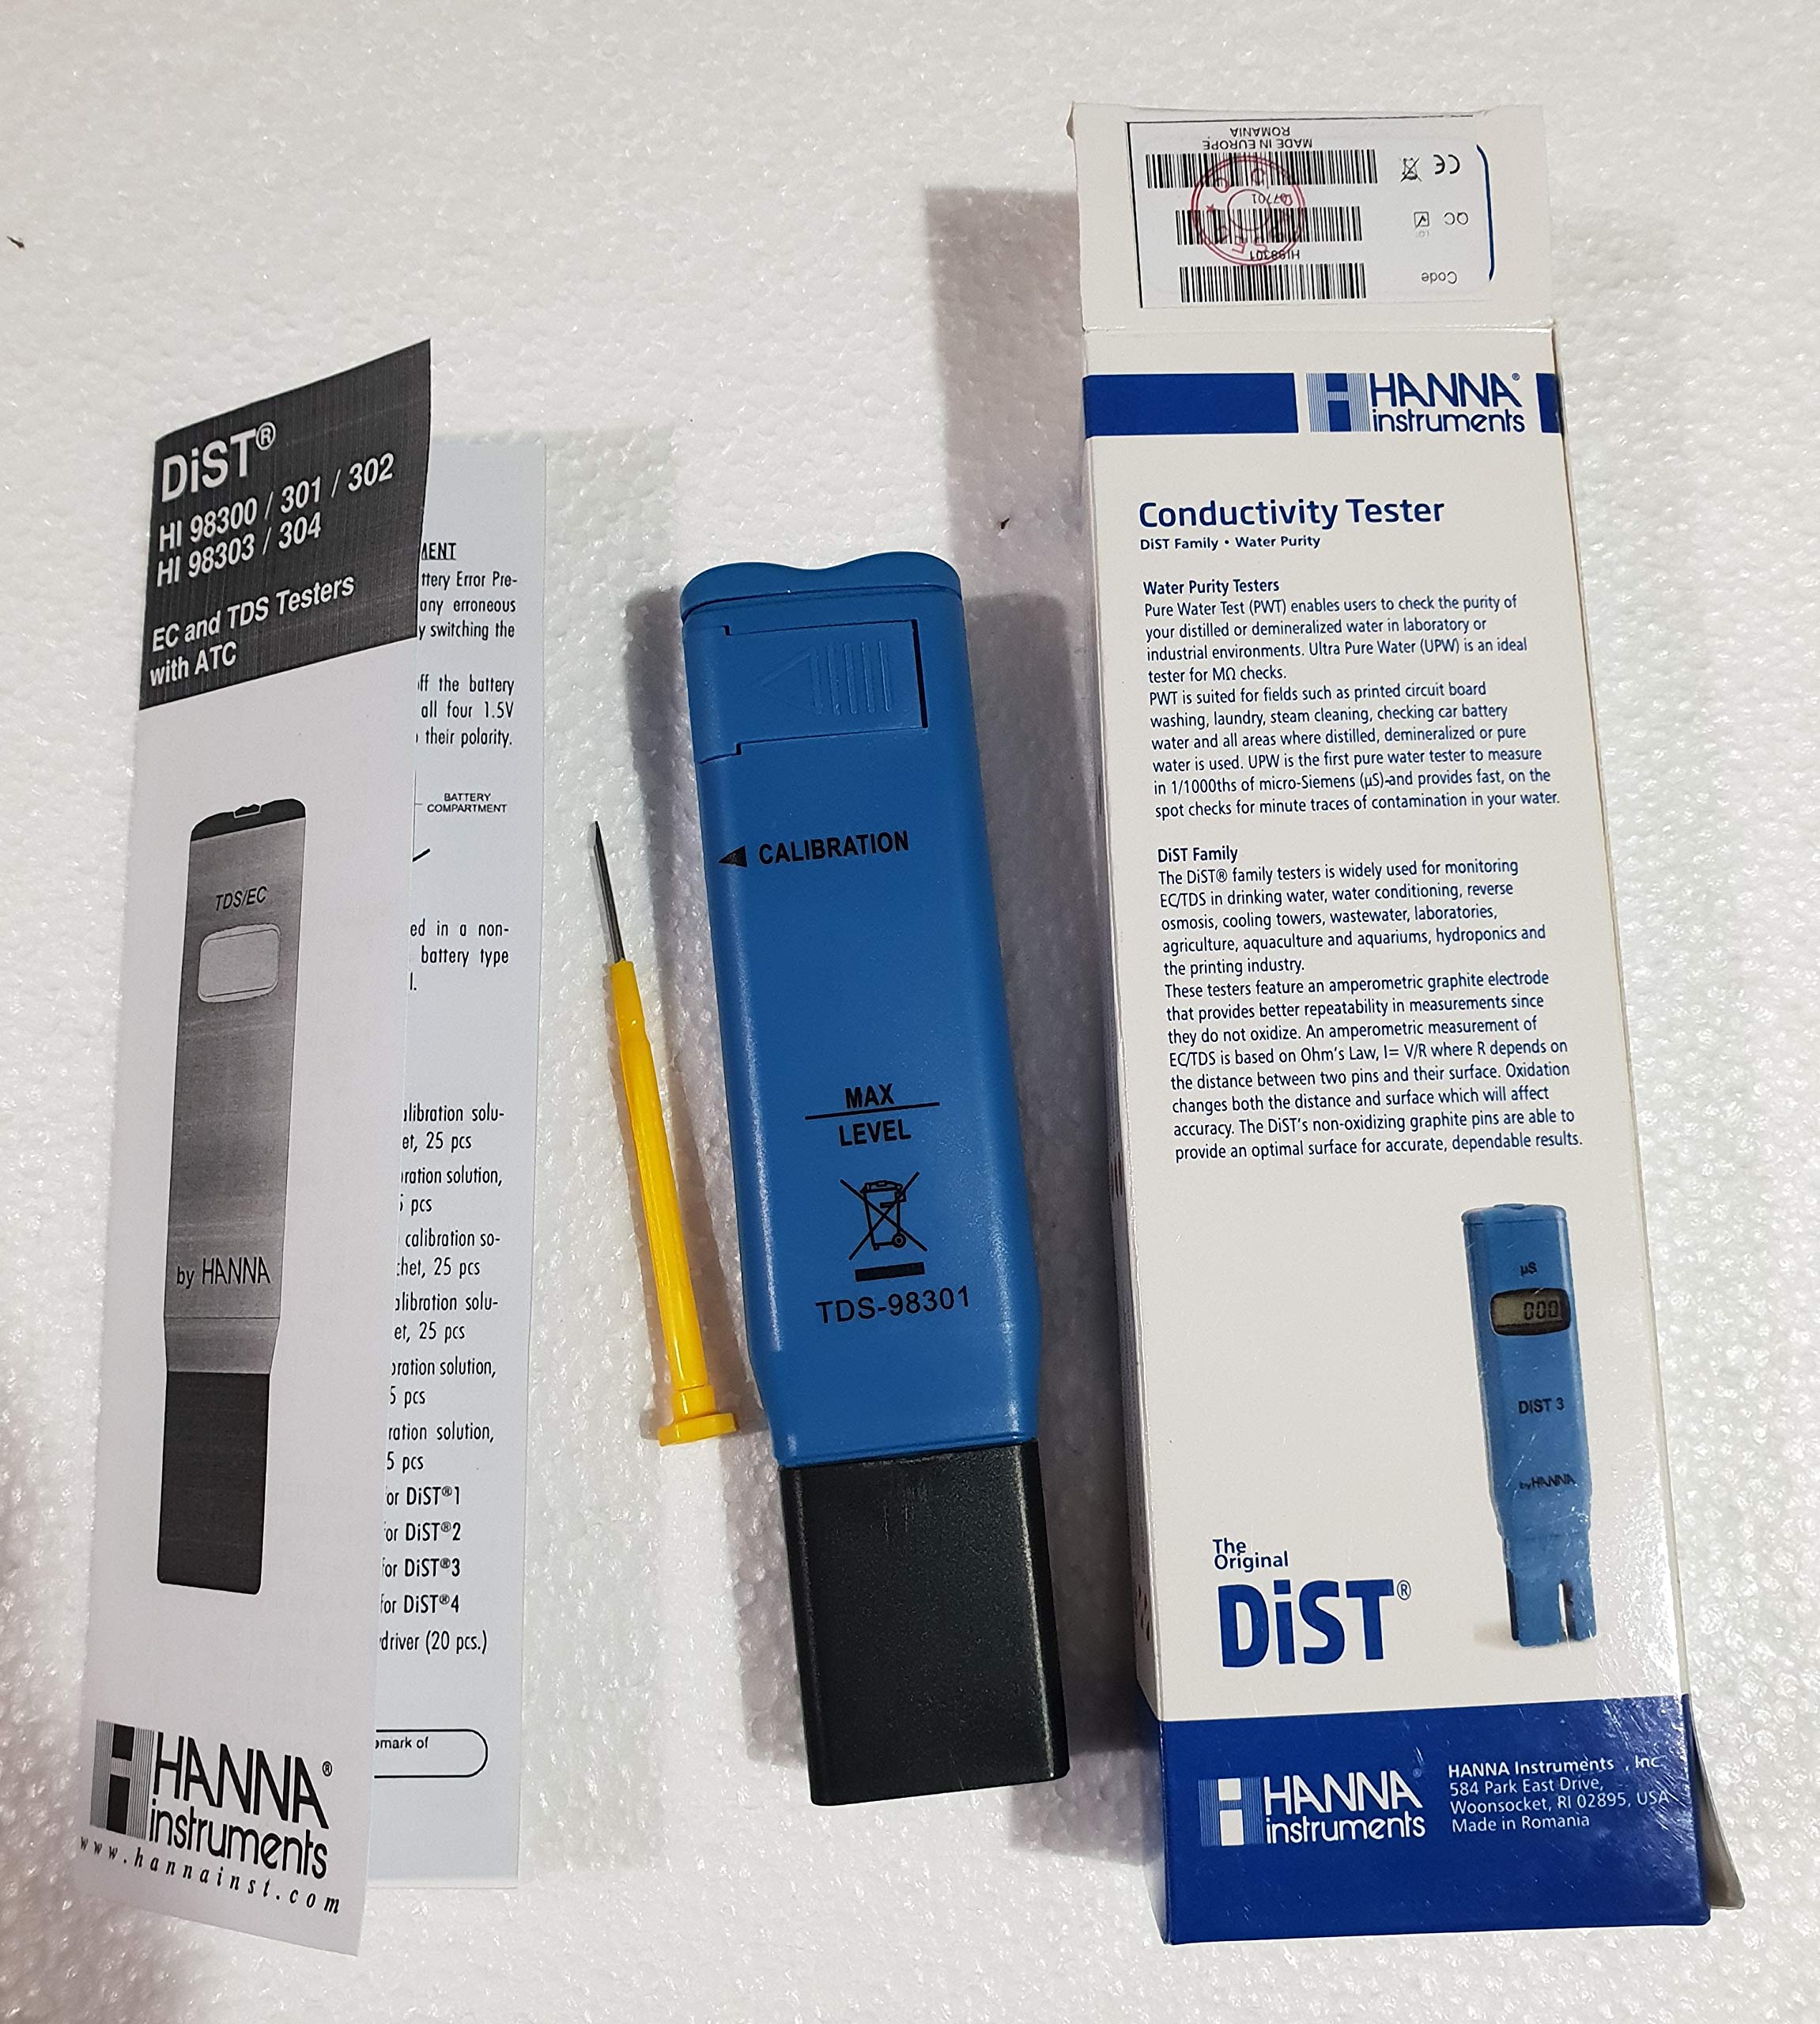 DiST®
HI 98300 / 301 / 302
HI 98303 / 304
EC and TDS Testers
with ATC
TDS/EC
by HANNA
HANNA®
instruments
www.hannainst.com
ttery Error Pre-
any erroneous
switching the
the battery
all four 1.5V
their polarity.
BATTERY
COMPARTMENT
in a non-
battery type
solu-
25 pcs
solution,
pcs
calibration so-
25 pcs
solu-
25 pcs
solution,
5 pcs
solution,
5 pcs
for DiST®1
for DiST®2
for DiST®3
for DiST®4
(20 pcs.)
of
CALIBRATION
MAX
LEVEL
TDS-98301
Code
HI98301
QC
07701
CE
MADE IN EUROPE
ROMANIA
HANNA®
instruments
Conductivity Tester
DiST Family • Water Purity
Water Purity Testers
Pure Water Test (PWT) enables users to check the purity of
your distilled or demineralized water in laboratory or
industrial environments. Ultra Pure Water (UPW) is an ideal
tester for MΩ checks.
PWT is suited for fields such as printed circuit board
washing, laundry, steam cleaning, checking car battery
water and all areas where distilled, demineralized or pure
water is used. UPW is the first pure water tester to measure
in 1/1000ths of micro-Siemens (µS)-and provides fast, on the
spot checks for minute traces of contamination in your water.
DiST Family
The DiST® family testers is widely used for monitoring
EC/TDS in drinking water, water conditioning, reverse
osmosis, cooling towers, wastewater, laboratories,
agriculture, aquaculture and aquariums, hydroponics and
the printing industry.
These testers feature an amperometric graphite electrode
that provides better repeatability in measurements since
they do not oxidize. An amperometric measurement of
EC/TDS is based on Ohm's Law, I= V/R where R depends on
the distance between two pins and their surface. Oxidation
changes both the distance and surface which will affect
accuracy. The DiST's non-oxidizing graphite pins are able to
provide an optimal surface for accurate, dependable results.
µS
000
DiST 3
by HANNA
The
Original
DiST®
HANNA®
instruments
HANNA Instruments , Inc.
584 Park East Drive,
Woonsocket, RI 02895, USA
Made in Romania